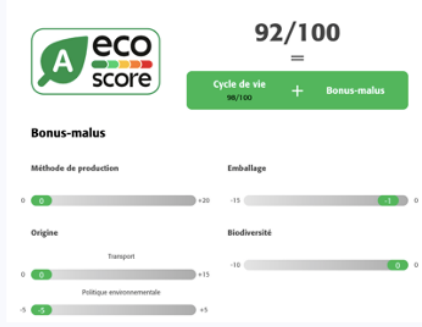 A eco
score
92/100
=
Cycle de vie + Bonus-malus
98/100
Bonus-malus
Méthode de production
0 0 +20
Emballage
-15 -1 0
Origine
Transport
0 0 +15
Politique environnementale
-5 -5 +5
Biodiversité
-10 0 0